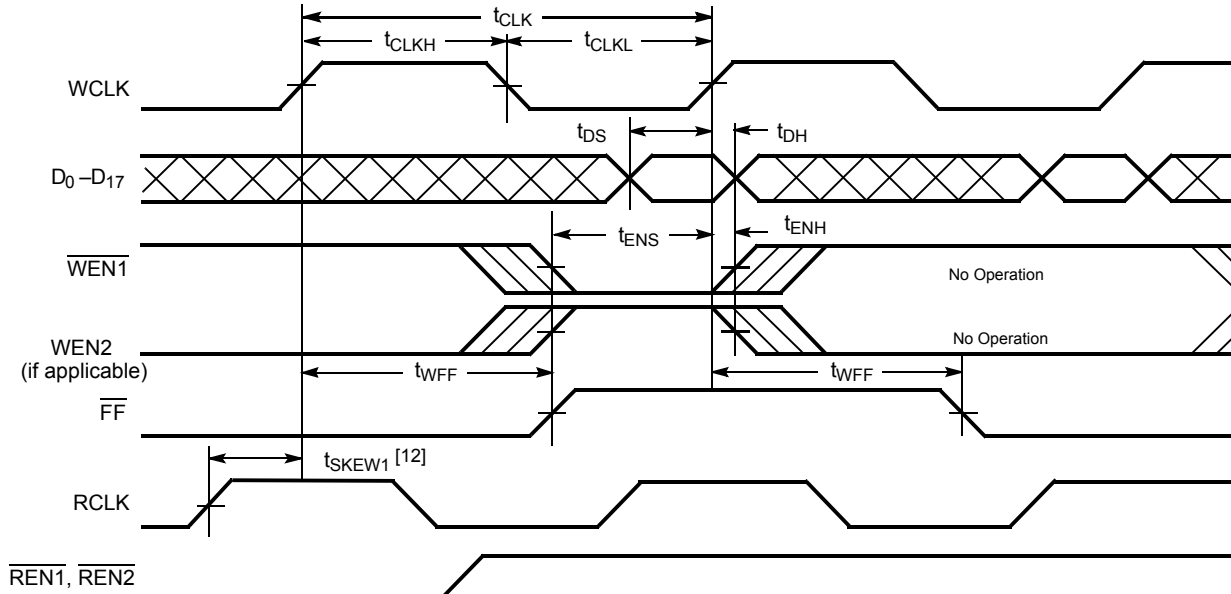 tCLK
tCLKH
tCLKL
WCLK
tDS
tDH
D0 –D17
tENS
tENH
WEN1
No Operation
WEN2
(if applicable)
No Operation
tWFF
tWFF
FF
tSKEW1 [12]
RCLK
REN1, REN2